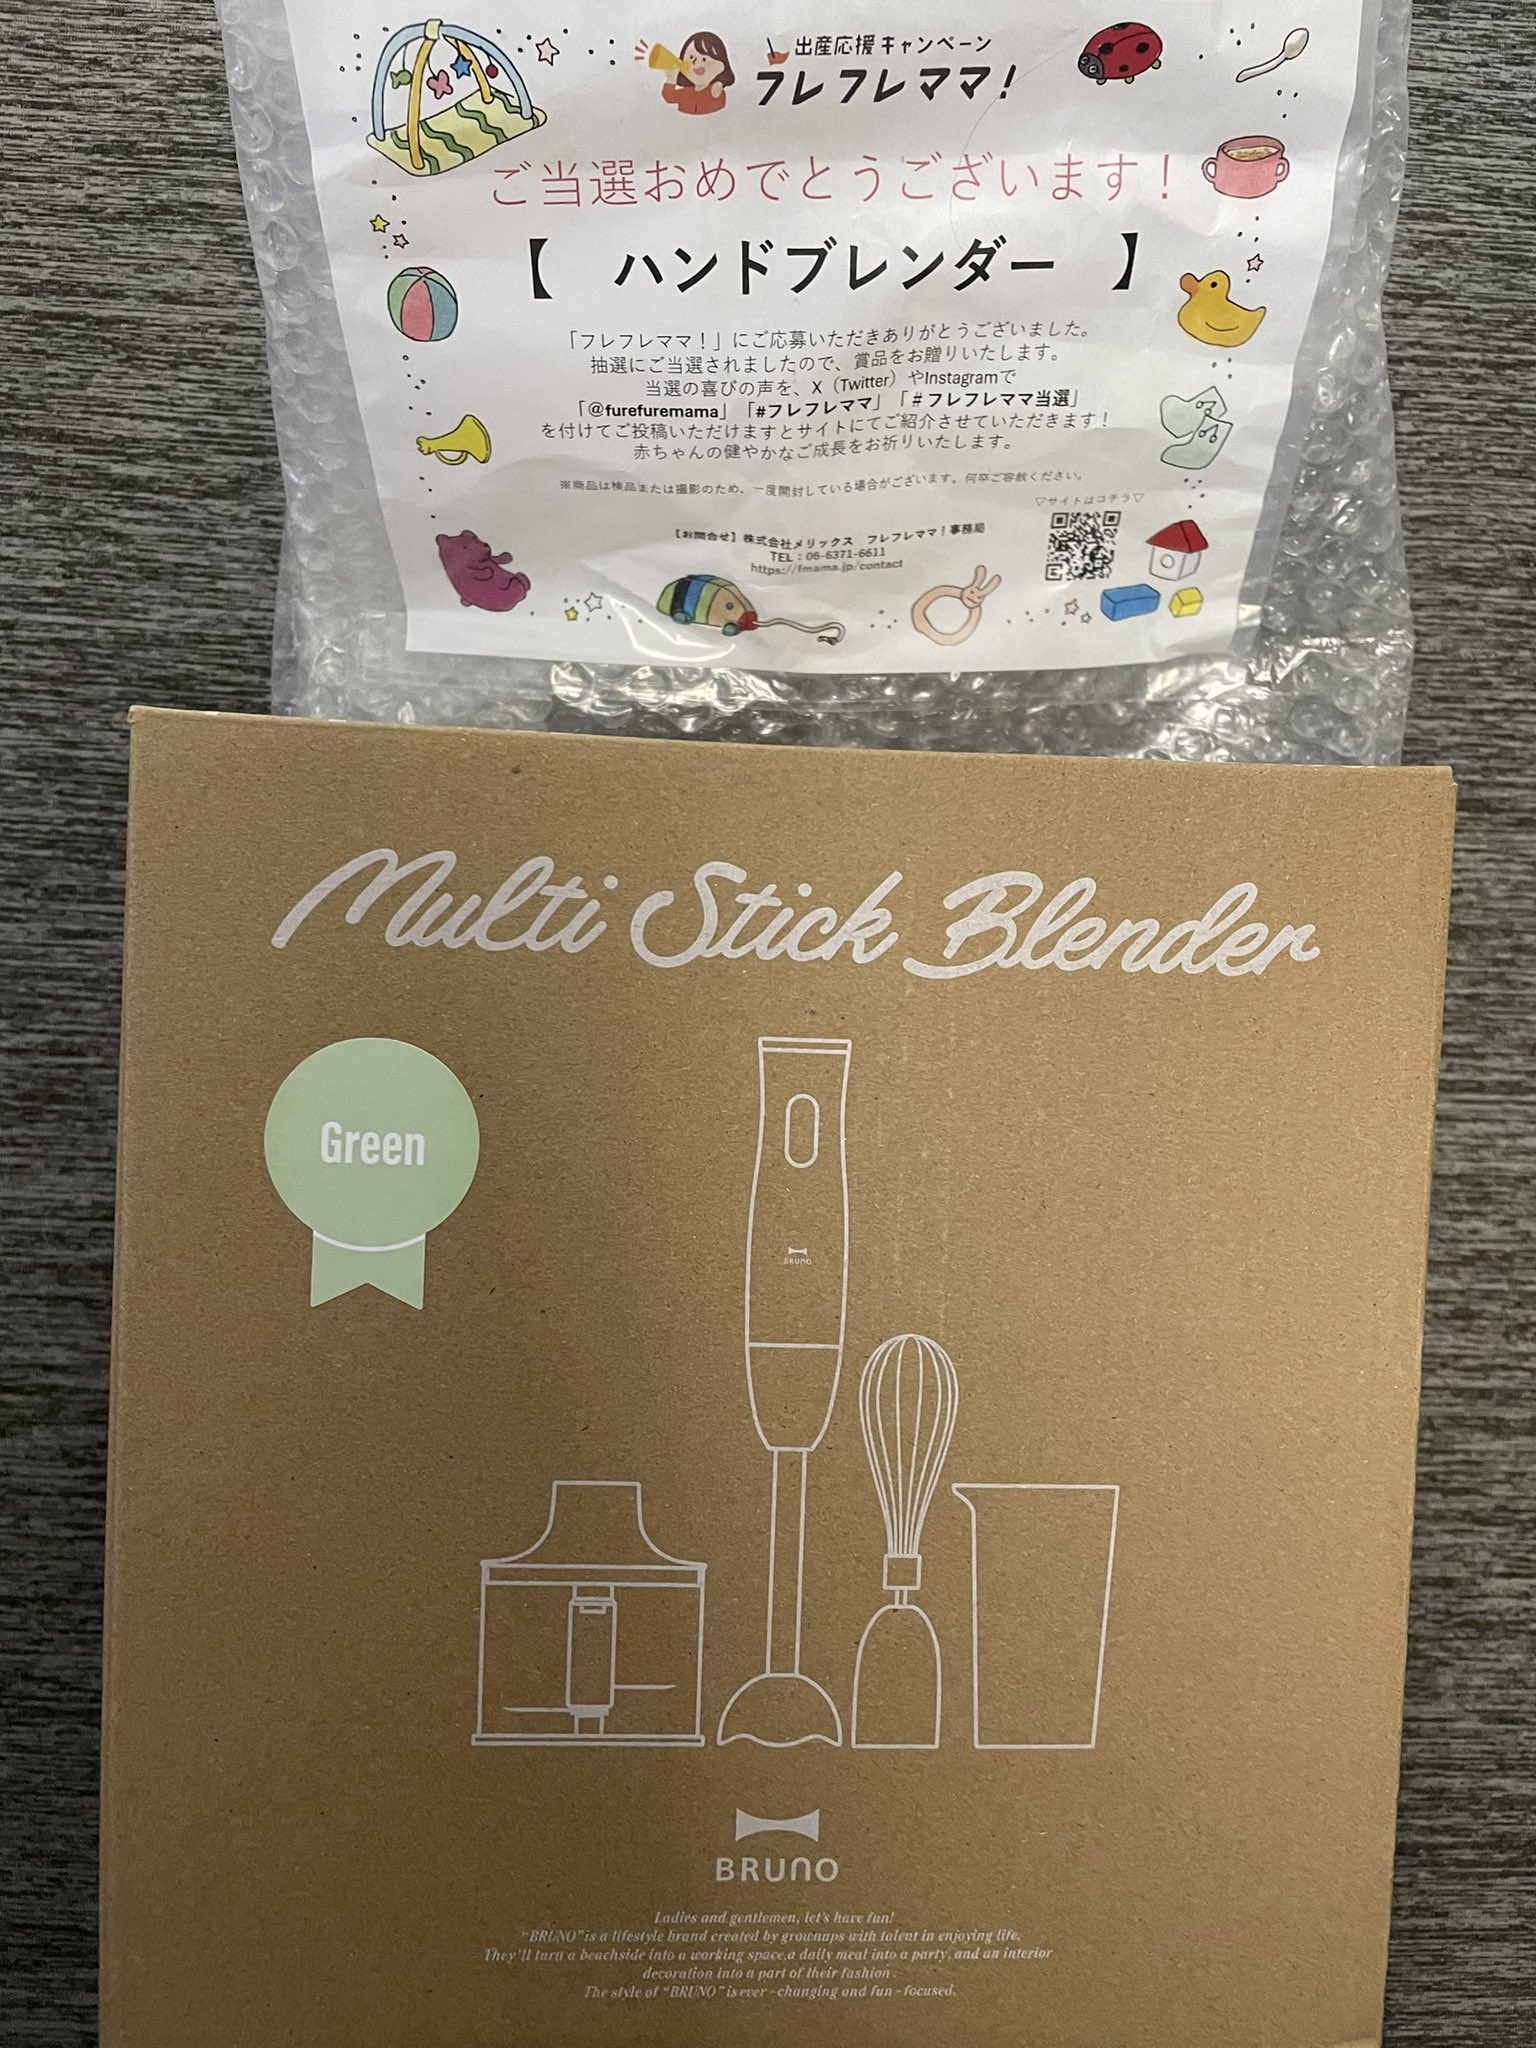 出産応援キャンペーン
フレフレママ！
ご当選おめでとうございます！
【 ハンドブレンダー 】
「フレフレママ！」にご応募いただきありがとうございました。
抽選にご当選されましたので、賞品をお贈りいたします。
当選の喜びの声を、X（Twitter）やInstagramで
「@furefuremama」「#フレフレママ」「＃フレフレママ当選」
を付けてご投稿いただけますとサイトにてご紹介させていただきます！
赤ちゃんの健やかなご成長をお祈りいたします。
※商品は検品または撮影のため、一度開封している場合がございます。何卒ご容赦ください。
▽サイトはコチラ▽
【お問合せ】株式会社メリックス フレフレママ！事務局
TEL：06-6371-6611
https://fmama.jp/contact
Multi Stick Blender
Green
BRUNO
BRUNO
Ladies and gentlemen, let's have fun!
"BRUNO" is a lifestyle brand created by grownups with talent in enjoying life.
They'll turn a beachside into a working space, a daily meal into a party, and an interior
decoration into a part of their fashion.
The style of "BRUNO" is ever-changing and fun-focused.